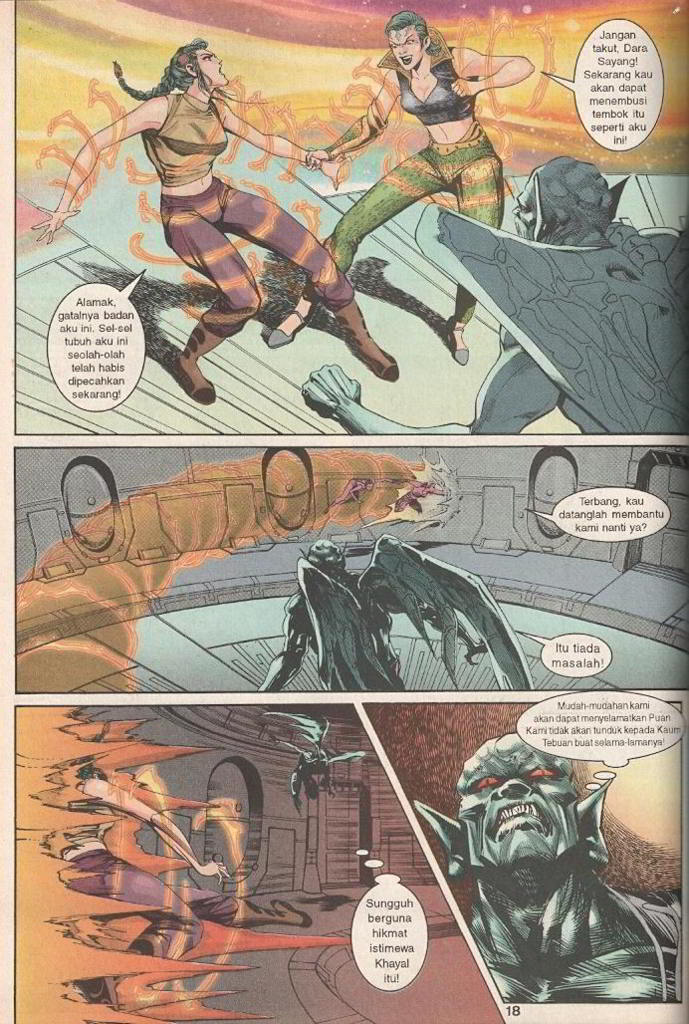 Jangan
takut, Dara
Sayang!
Sekarang kau
akan dapat
menembusi
tembok itu
seperti aku
ini!
Alamak,
gatalnya badan
aku ini. Sel-sel
tubuh aku ini
seolah-olah
telah habis
dipecahkan
sekarang!
Terbang, kau
datanglah membantu
kami nanti ya?
Itu tiada
masalah!
Sungguh
berguna
hikmat
istimewa
Khayal
itu!
Mudah-mudahan kami
akan dapat menyelamatkan Puan
Kami tidak akan tunduk kepada Kaum
Tebuan buat selama-lamanya!
18